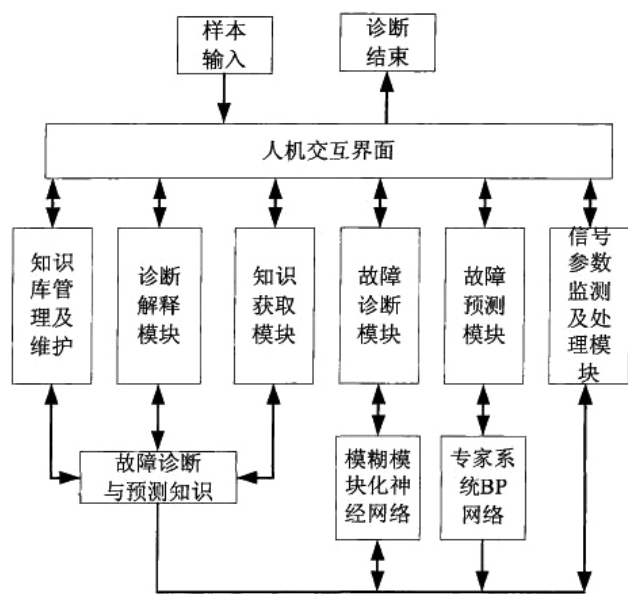 样本
输入
诊断
结束
人机交互界面
知识
库管
理及
维护
诊断
解释
模块
知识
获取
模块
故障
诊断
模块
故障
预测
模块
信号
参数
监测
及处
理模
块
故障诊断
与预测知识
模糊模
块化神
经网络
专家系
统BP
网络